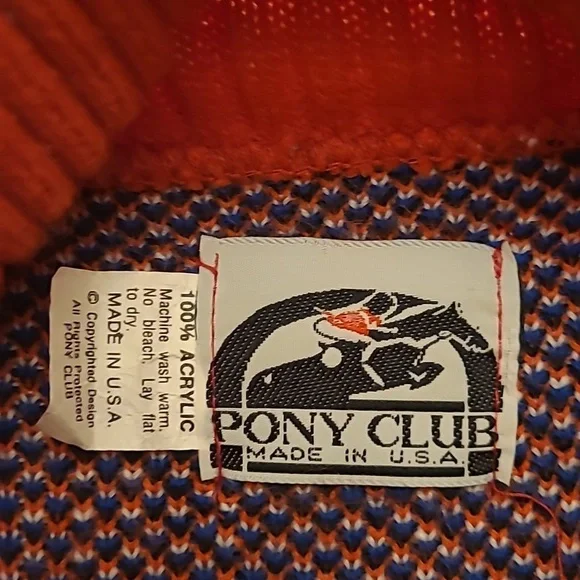 100% ACRYLIC
Machine wash warm.
No bleach. Lay flat
to dry.
MADE IN U.S.A.
© Copyrighted Design
All Rights Protected
PONY CLUB
PONY CLUB
MADE IN U.S.A.